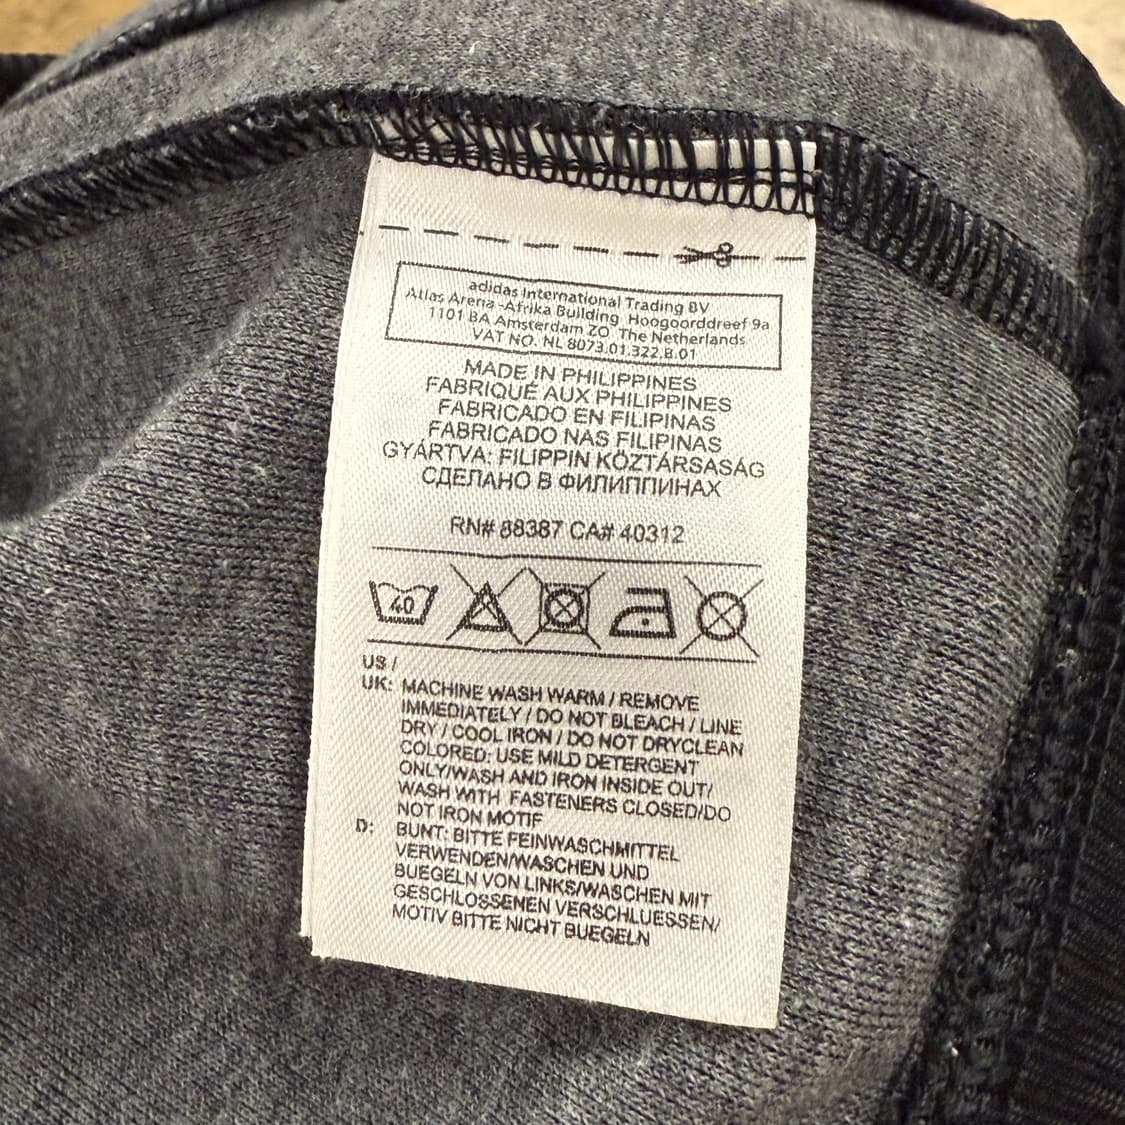 adidas International Trading BV
Atlas Arena -Afrika Building Hoogoorddreef 9a
1101 BA Amsterdam ZO The Netherlands
VAT NO. NL 8073.01.322.B.01
MADE IN PHILIPPINES
FABRIQUÉ AUX PHILIPPINES
FABRICADO EN FILIPINAS
FABRICADO NAS FILIPINAS
GYÁRTVA: FILIPPIN KÖZTÁRSASÁG
СДЕЛАНО В ФИЛИППИНАХ
RN# 88387 CA# 40312
40
US /
UK: MACHINE WASH WARM / REMOVE
IMMEDIATELY / DO NOT BLEACH / LINE
DRY / COOL IRON / DO NOT DRYCLEAN
COLORED: USE MILD DETERGENT
ONLY/WASH AND IRON INSIDE OUT/
WASH WITH FASTENERS CLOSED/DO
NOT IRON MOTIF
D: BUNT: BITTE FEINWASCHMITTEL
VERWENDEN/WASCHEN UND
BUEGELN VON LINKS/WASCHEN MIT
GESCHLOSSENEN VERSCHLUESSEN/
MOTIV BITTE NICHT BUEGELN